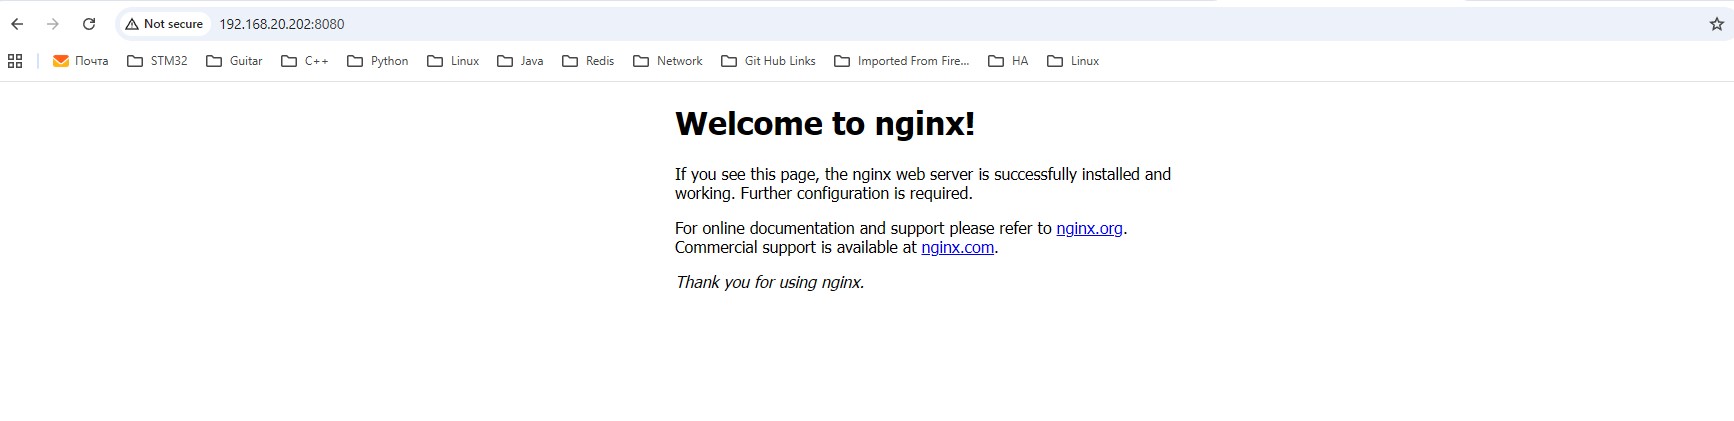 Not secure 192.168.20.202:8080
Почта STM32 Guitar C++ Python Linux Java Redis Network Git Hub Links Imported From Fire... HA Linux
Welcome to nginx!
If you see this page, the nginx web server is successfully installed and
working. Further configuration is required.
For online documentation and support please refer to nginx.org.
Commercial support is available at nginx.com.
Thank you for using nginx.